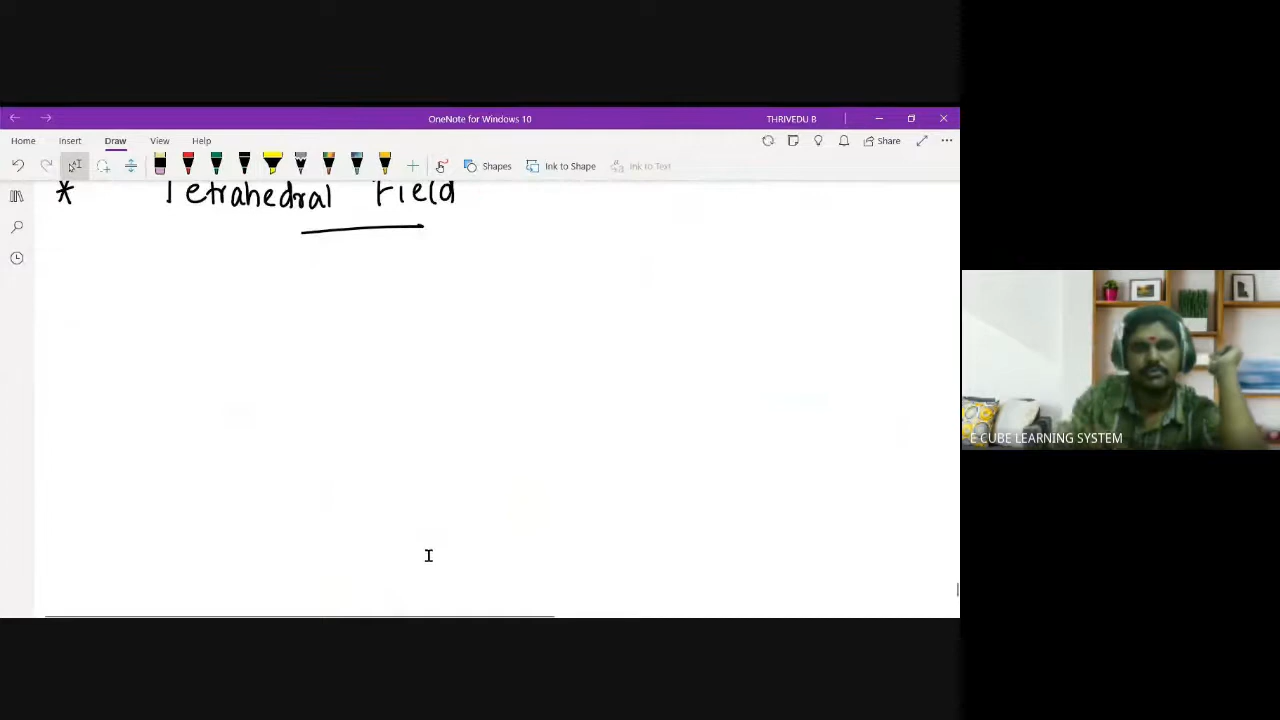 OneNote for Windows 10
THRIVEDU B
Home Insert Draw View Help
Share
Shapes Ink to Shape Ink to Text
* Tetrahedral Field
E CUBE LEARNING SYSTEM